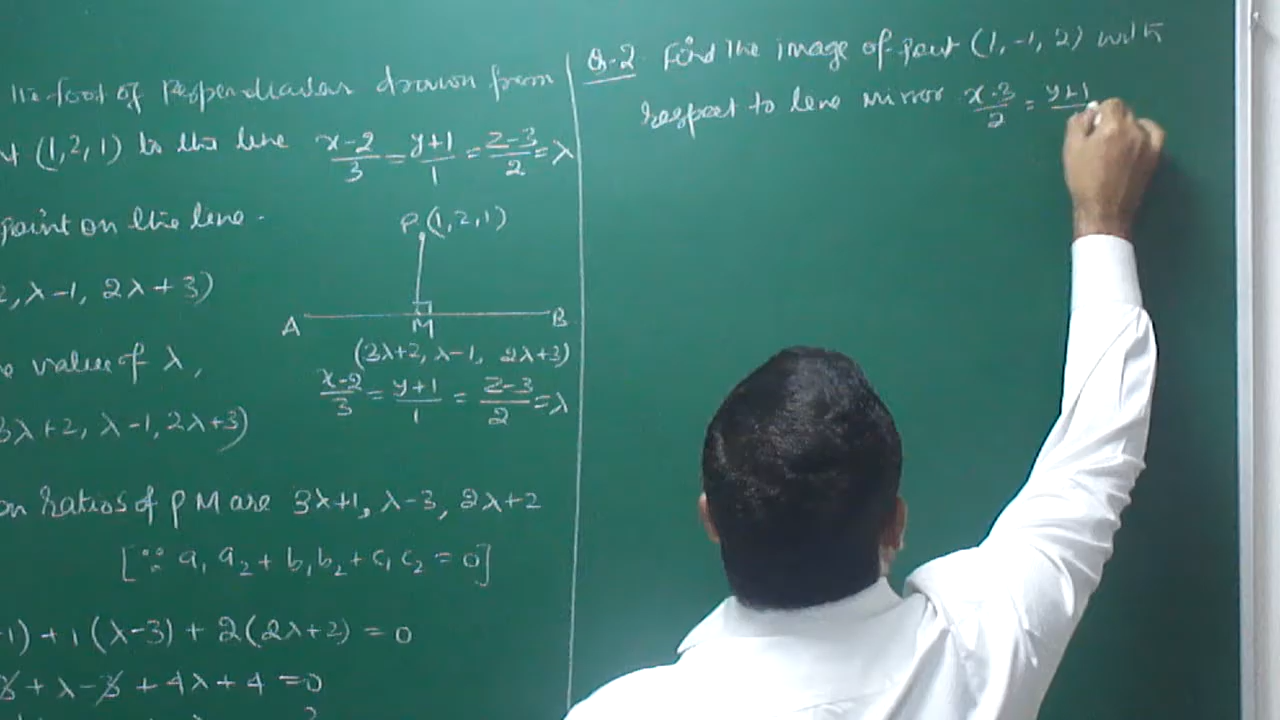 The foot of perpendicular drawn from
(1,2,1) to the line x-2/3 = y+1/1 = z-3/2 = λ
point on the line.
, λ-1, 2λ+3)
value of λ,
3λ+2, λ-1, 2λ+3)
ratios of PM are 3λ+1, λ-3, 2λ+2
[∵ a₁a₂ + b₁b₂ + c₁c₂ = 0]
-1) + 1(λ-3) + 2(2λ+2) = 0
3 + λ-3 + 4λ+4 = 0
P(1,2,1)
A M B
(3λ+2, λ-1, 2λ+3)
x-2/3 = y+1/1 = z-3/2 = λ
Q.2 Find the image of point (1,-1,2) with
respect to line mirror x-3/2 = y+1